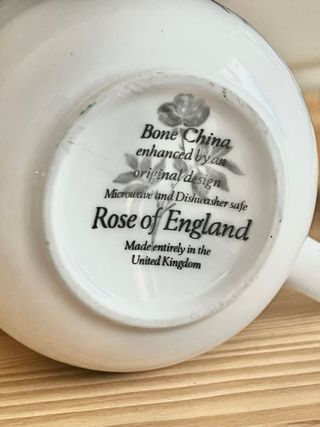 Bone China
enhanced by an
original design
Microwave and Dishwasher safe
Rose of England
Made entirely in the
United Kingdom